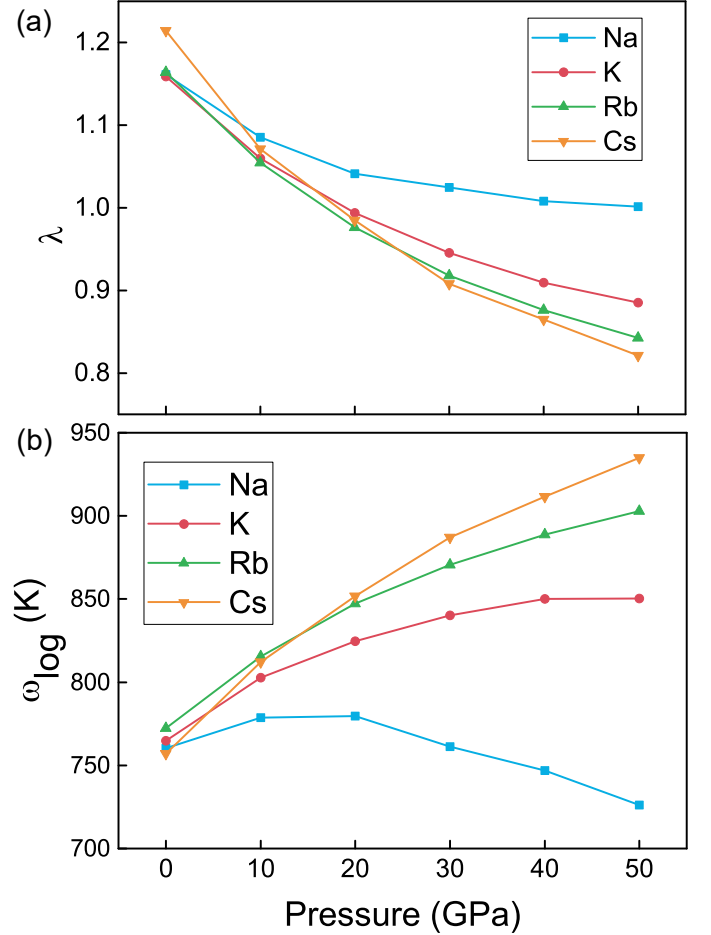 (a)
1.2
1.1
1.0
0.9
0.8
λ
Na
K
Rb
Cs
(b)
950
900
850
800
750
700
ω_log (K)
Na
K
Rb
Cs
0 10 20 30 40 50
Pressure (GPa)